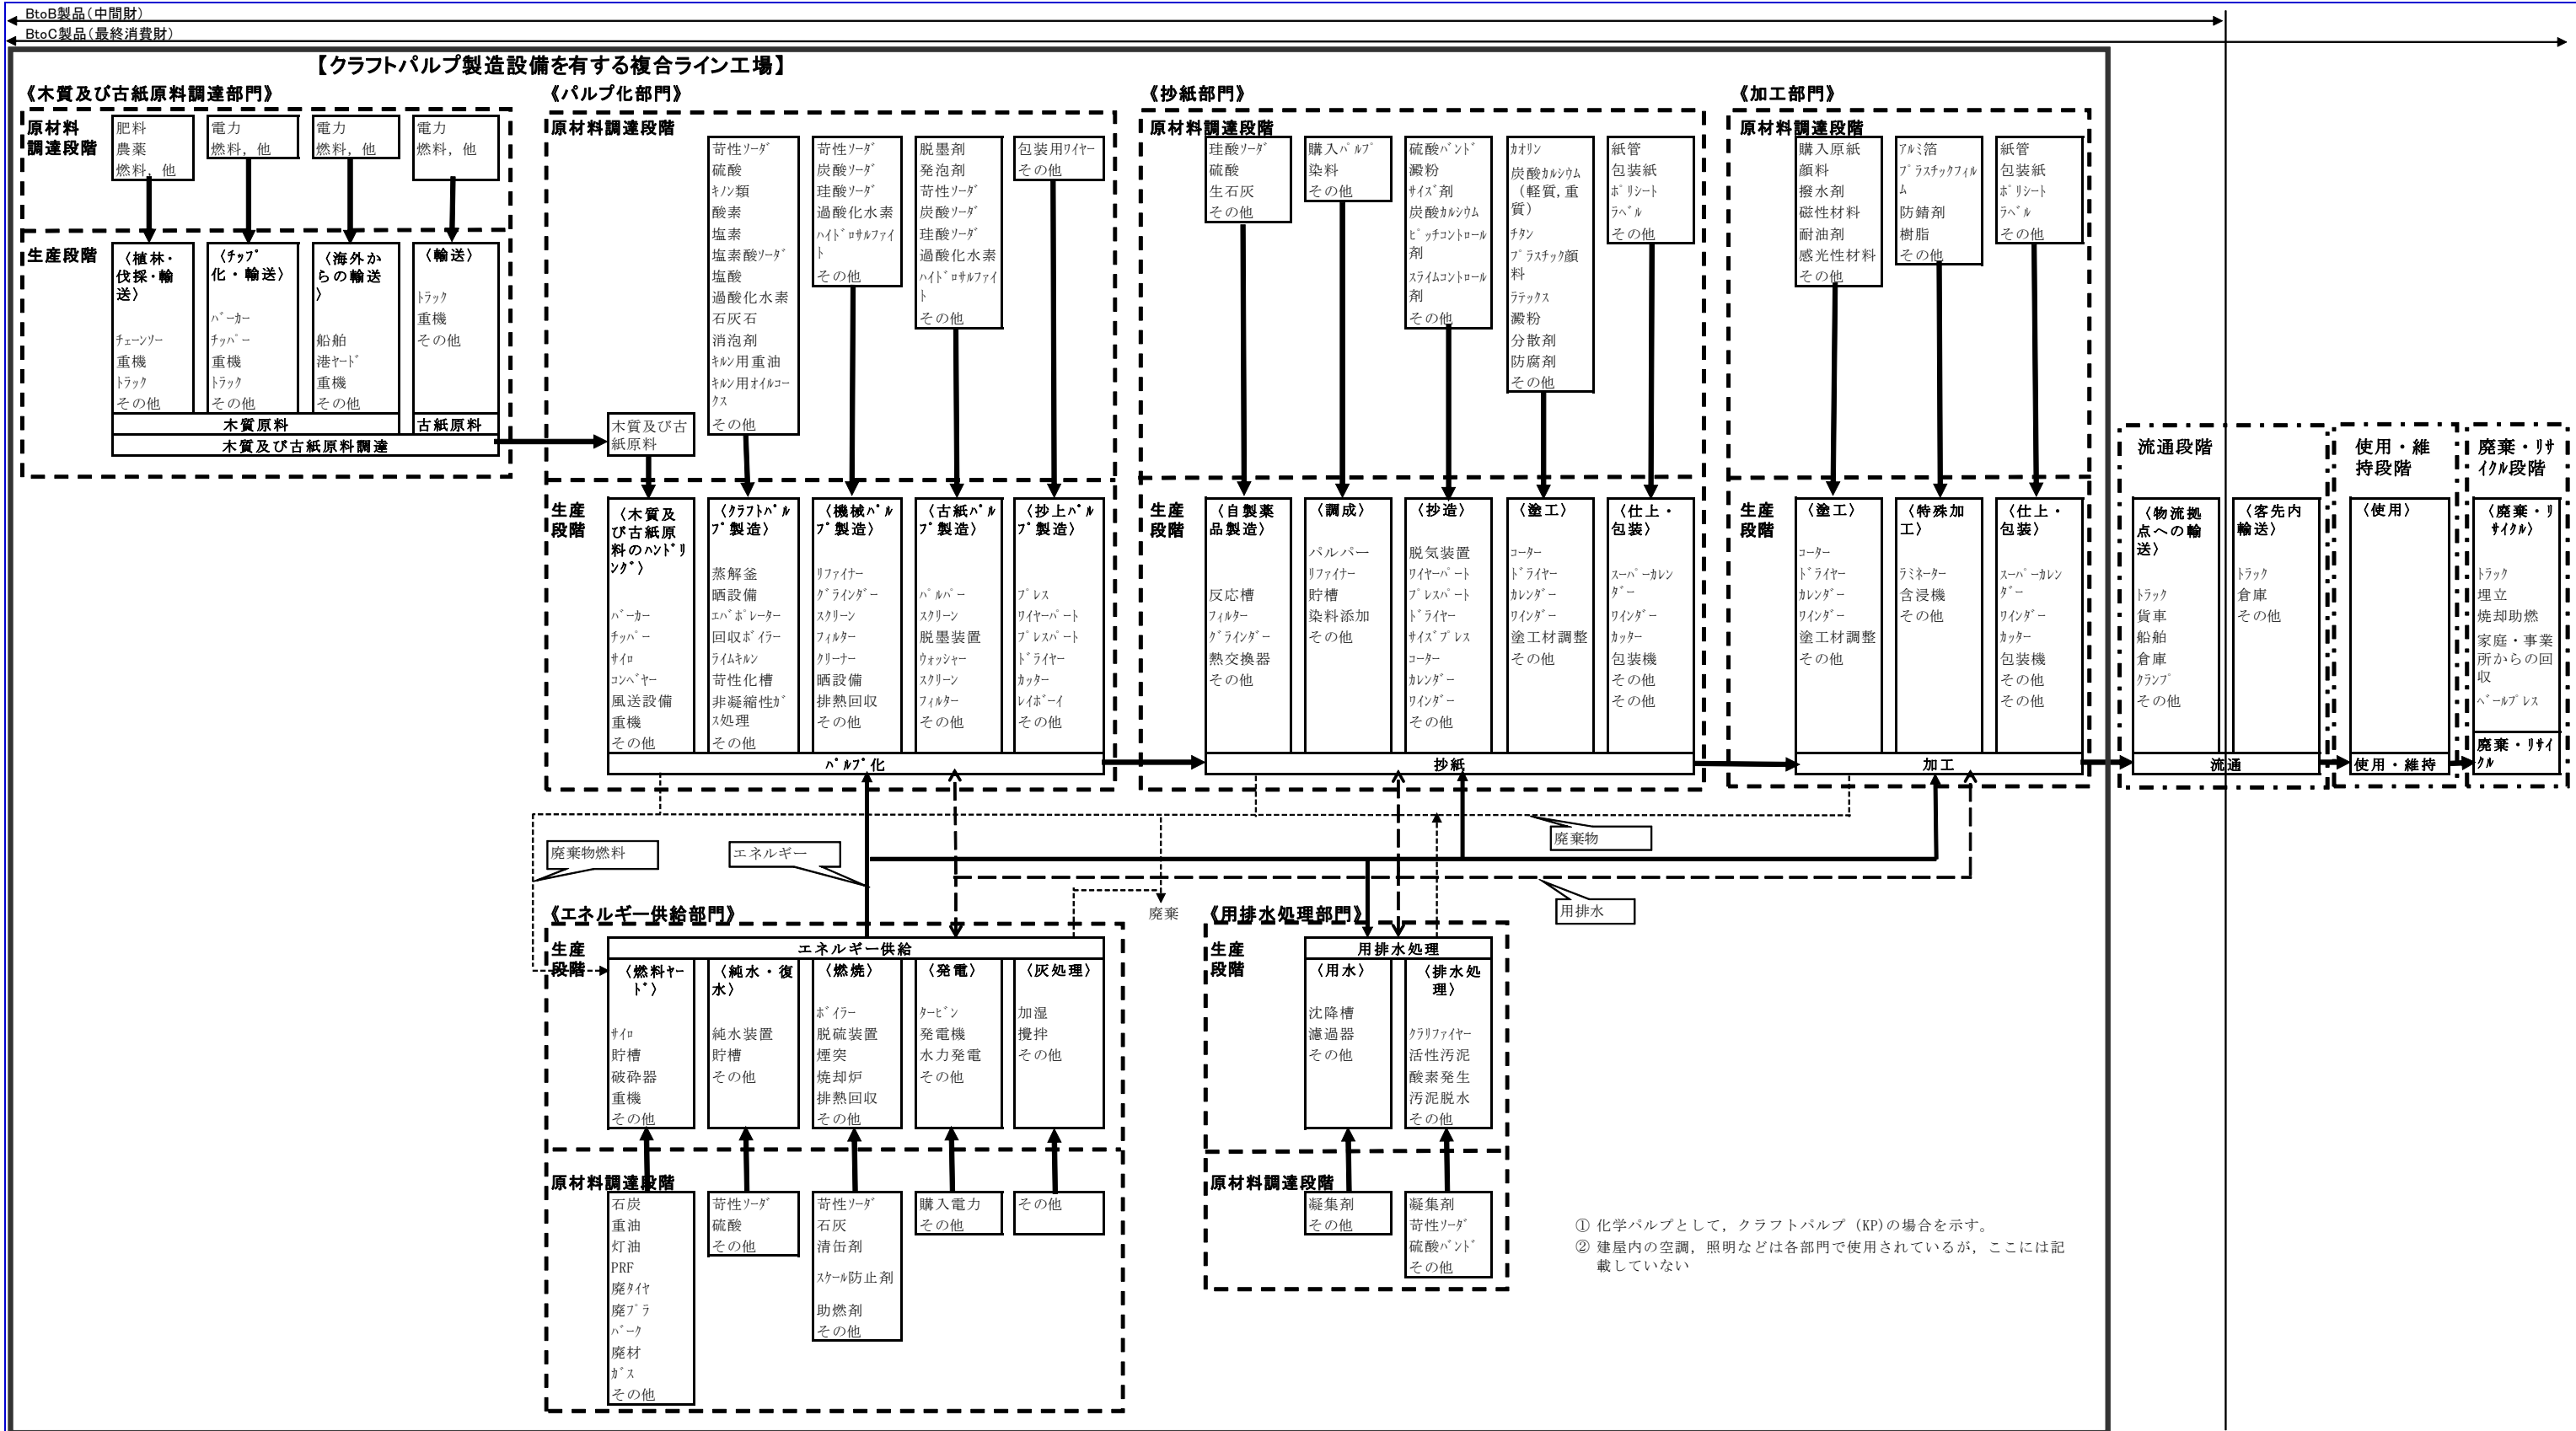 BtoB製品(中間財)
BtoC製品(最終消費財)
【クラフトパルプ製造設備を有する複合ライン工場】
《木質及び古紙原料調達部門》
原材料
調達段階
肥料
農薬
燃料，他
電力
燃料，他
電力
燃料，他
電力
燃料，他
生産段階
〈植林・
伐採・輸
送〉
ﾁｪｰﾝｿｰ
重機
ﾄﾗｯｸ
その他
〈ﾁｯﾌﾟ
化・輸送〉
ﾊﾞｰｶｰ
ﾁｯﾊﾟｰ
重機
ﾄﾗｯｸ
その他
〈海外か
らの輸送
〉
船舶
港ﾔｰﾄﾞ
重機
その他
〈輸送〉
ﾄﾗｯｸ
重機
その他
木質原料
古紙原料
木質及び古紙原料調達
《パルプ化部門》
原材料調達段階
木質及び古
紙原料
苛性ｿｰﾀﾞ
硫酸
ｷﾉﾝ類
酸素
塩素
塩素酸ｿｰﾀﾞ
塩酸
過酸化水素
石灰石
消泡剤
ｷﾙﾝ用重油
ｷﾙﾝ用ｵｲﾙｺｰ
ｸｽ
その他
苛性ｿｰﾀﾞ
炭酸ｿｰﾀﾞ
珪酸ｿｰﾀﾞ
過酸化水素
ﾊｲﾄﾞﾛｻﾙﾌｧｲ
ﾄ
その他
脱墨剤
発泡剤
苛性ｿｰﾀﾞ
炭酸ｿｰﾀﾞ
珪酸ｿｰﾀﾞ
過酸化水素
ﾊｲﾄﾞﾛｻﾙﾌｧｲ
ﾄ
その他
包装用ﾜｲﾔｰ
その他
生産
段階
〈木質及
び古紙原
料のﾊﾝﾄﾞﾘ
ﾝｸﾞ〉
ﾊﾞｰｶｰ
ﾁｯﾊﾟｰ
ｻｲﾛ
ｺﾝﾍﾞﾔｰ
風送設備
重機
その他
〈ｸﾗﾌﾄﾊﾟﾙ
ﾌﾟ製造〉
蒸解釜
晒設備
ｴﾊﾞﾎﾟﾚｰﾀｰ
回収ﾎﾞｲﾗｰ
ﾗｲﾑｷﾙﾝ
苛性化槽
非凝縮性ｶﾞ
ｽ処理
その他
〈機械ﾊﾟﾙ
ﾌﾟ製造〉
ﾘﾌｧｲﾅｰ
ｸﾞﾗｲﾝﾀﾞｰ
ｽｸﾘｰﾝ
ﾌｨﾙﾀｰ
ｸﾘｰﾅｰ
晒設備
排熱回収
その他
〈古紙ﾊﾟﾙ
ﾌﾟ製造〉
ﾊﾟﾙﾊﾟｰ
ｽｸﾘｰﾝ
脱墨装置
ｳｫｯｼｬｰ
ｽｸﾘｰﾝ
ﾌｨﾙﾀｰ
その他
〈抄上ﾊﾟﾙ
ﾌﾟ製造〉
ﾌﾟﾚｽ
ﾜｲﾔｰﾊﾟｰﾄ
ﾌﾟﾚｽﾊﾟｰﾄ
ﾄﾞﾗｲﾔｰ
ｶｯﾀｰ
ﾚｲﾎﾞｰｲ
その他
ﾊﾟﾙﾌﾟ化
《抄紙部門》
原材料調達段階
珪酸ｿｰﾀﾞ
硫酸
生石灰
その他
購入ﾊﾟﾙﾌﾟ
染料
その他
硫酸ﾊﾞﾝﾄﾞ
澱粉
ｻｲｽﾞ剤
炭酸ｶﾙｼｳﾑ
ﾋﾟｯﾁｺﾝﾄﾛｰﾙ
剤
ｽﾗｲﾑｺﾝﾄﾛｰﾙ
剤
その他
ｶｵﾘﾝ
炭酸ｶﾙｼｳﾑ
（軽質,重
質）
ﾁﾀﾝ
ﾌﾟﾗｽﾁｯｸ顔
料
ﾗﾃｯｸｽ
澱粉
分散剤
防腐剤
その他
紙管
包装紙
ﾎﾟﾘｼｰﾄ
ﾗﾍﾞﾙ
その他
生産
段階
〈自製薬
品製造〉
反応槽
ﾌｨﾙﾀｰ
ｸﾞﾗｲﾝﾀﾞｰ
熱交換器
その他
〈調成〉
パルパー
ﾘﾌｧｲﾅｰ
貯槽
染料添加
その他
〈抄造〉
脱気装置
ﾜｲﾔｰﾊﾟｰﾄ
ﾌﾟﾚｽﾊﾟｰﾄ
ﾄﾞﾗｲﾔｰ
ｻｲｽﾞﾌﾟﾚｽ
ｺｰﾀｰ
ｶﾚﾝﾀﾞｰ
ﾜｲﾝﾀﾞｰ
その他
〈塗工〉
ｺｰﾀｰ
ﾄﾞﾗｲﾔｰ
ｶﾚﾝﾀﾞｰ
ﾜｲﾝﾀﾞｰ
塗工材調整
その他
〈仕上・
包装〉
ｽｰﾊﾟｰｶﾚﾝ
ﾀﾞｰ
ﾜｲﾝﾀﾞｰ
ｶｯﾀｰ
包装機
その他
その他
抄紙
《加工部門》
原材料調達段階
購入原紙
顔料
撥水剤
磁性材料
耐油剤
感光性材料
その他
ｱﾙﾐ箔
ﾌﾟﾗｽﾁｯｸﾌｨﾙ
ﾑ
防錆剤
樹脂
その他
紙管
包装紙
ﾎﾟﾘｼｰﾄ
ﾗﾍﾞﾙ
その他
生産
段階
〈塗工〉
ｺｰﾀｰ
ﾄﾞﾗｲﾔｰ
ｶﾚﾝﾀﾞｰ
ﾜｲﾝﾀﾞｰ
塗工材調整
その他
〈特殊加
工〉
ﾗﾐﾈｰﾀｰ
含浸機
その他
〈仕上・
包装〉
ｽｰﾊﾟｰｶﾚﾝ
ﾀﾞｰ
ﾜｲﾝﾀﾞｰ
ｶｯﾀｰ
包装機
その他
その他
加工
流通段階
〈物流拠
点への輸
送〉
ﾄﾗｯｸ
貨車
船舶
倉庫
ｸﾗﾝﾌﾟ
その他
〈客先内
輸送〉
ﾄﾗｯｸ
倉庫
その他
流通
使用・維
持段階
〈使用〉
使用・維持
廃棄・ﾘｻ
ｲｸﾙ段階
〈廃棄・ﾘ
ｻｲｸﾙ〉
ﾄﾗｯｸ
埋立
焼却助燃
家庭・事業
所からの回
収
ﾍﾞｰﾙﾌﾟﾚｽ
廃棄・ﾘｻｲ
ｸﾙ
廃棄物燃料
エネルギー
廃棄物
用排水
廃棄
《エネルギー供給部門》
生産
段階
エネルギー供給
〈燃料ﾔｰ
ﾄﾞ〉
ｻｲﾛ
貯槽
破砕器
重機
その他
〈純水・復
水〉
純水装置
貯槽
その他
〈燃焼〉
ﾎﾞｲﾗｰ
脱硫装置
煙突
焼却炉
排熱回収
その他
〈発電〉
ﾀｰﾋﾞﾝ
発電機
水力発電
その他
〈灰処理〉
加湿
攪拌
その他
原材料調達段階
石炭
重油
灯油
PRF
廃ﾀｲﾔ
廃ﾌﾟﾗ
ﾊﾞｰｸ
廃材
ｶﾞｽ
その他
苛性ｿｰﾀﾞ
硫酸
その他
苛性ｿｰﾀﾞ
石灰
清缶剤
ｽｹｰﾙ防止剤
助燃剤
その他
購入電力
その他
その他
《用排水処理部門》
生産
段階
用排水処理
〈用水〉
沈降槽
濾過器
その他
〈排水処
理〉
ｸﾗﾘﾌｧｲﾔｰ
活性汚泥
酸素発生
汚泥脱水
その他
原材料調達段階
凝集剤
その他
凝集剤
苛性ｿｰﾀﾞ
硫酸ﾊﾞﾝﾄﾞ
その他
① 化学パルプとして，クラフトパルプ（KP)の場合を示す。
② 建屋内の空調，照明などは各部門で使用されているが，ここには記
載していない